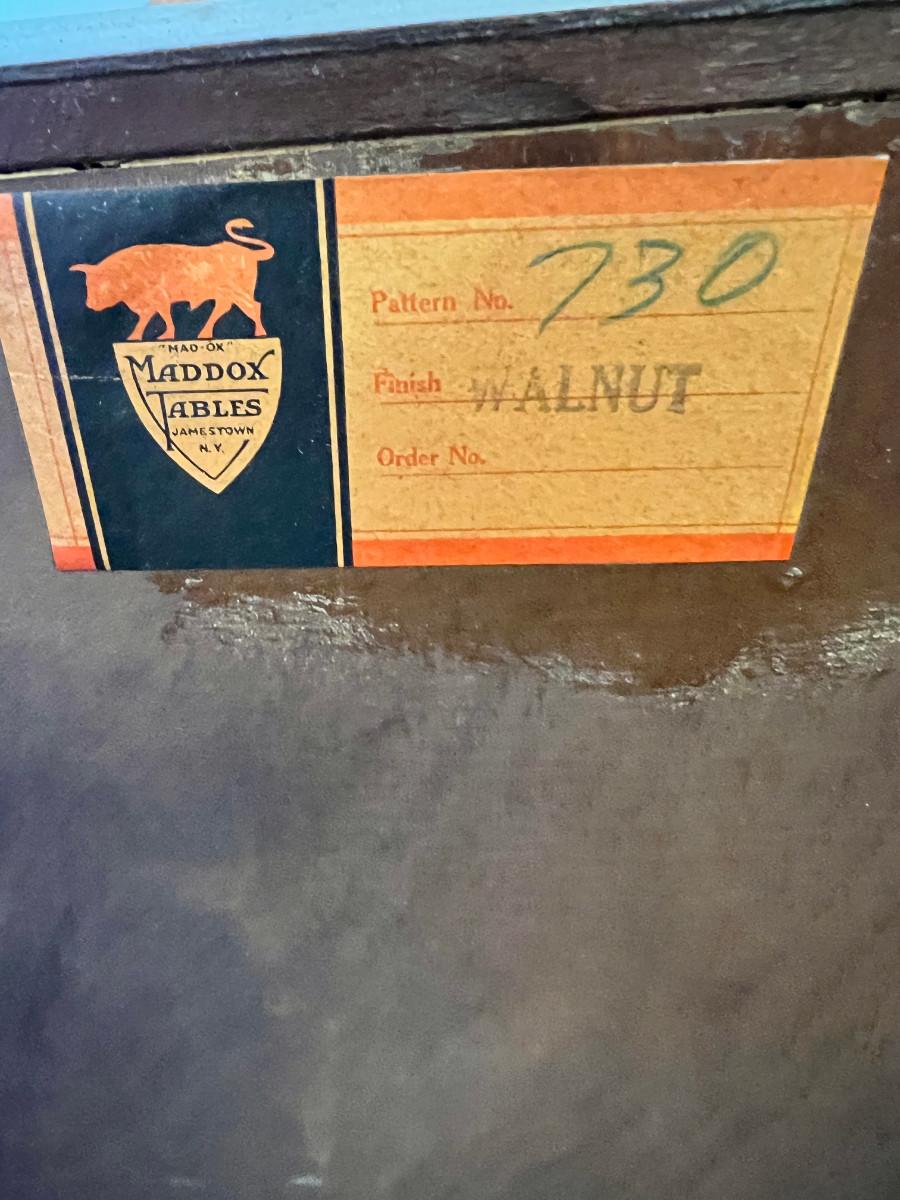 "MAD-OX"
MADDOX
TABLES
JAMESTOWN
N.Y.
Pattern No. 730
Finish WALNUT
Order No.